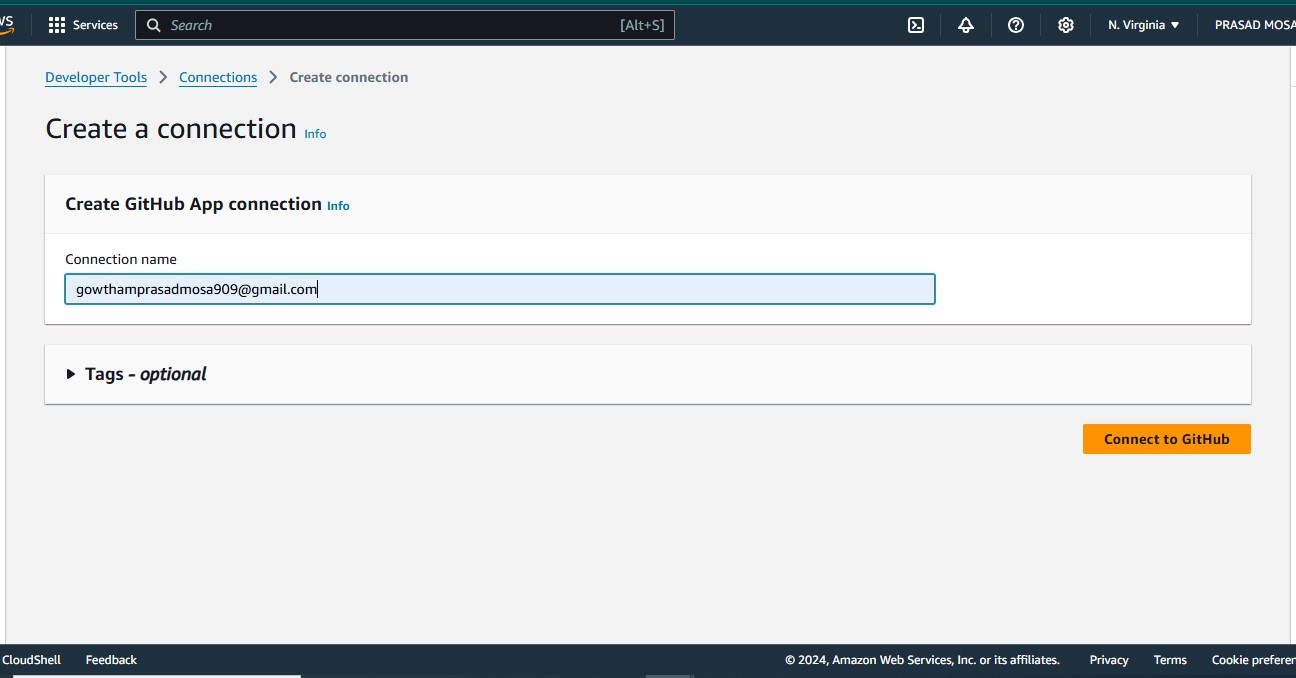 Services Search [Alt+S] N. Virginia ▼ PRASAD MOSA
Developer Tools > Connections > Create connection
Create a connection Info
Create GitHub App connection Info
Connection name
gowthamprasadmosa909@gmail.com
Tags - optional
Connect to GitHub
CloudShell Feedback © 2024, Amazon Web Services, Inc. or its affiliates. Privacy Terms Cookie preferen